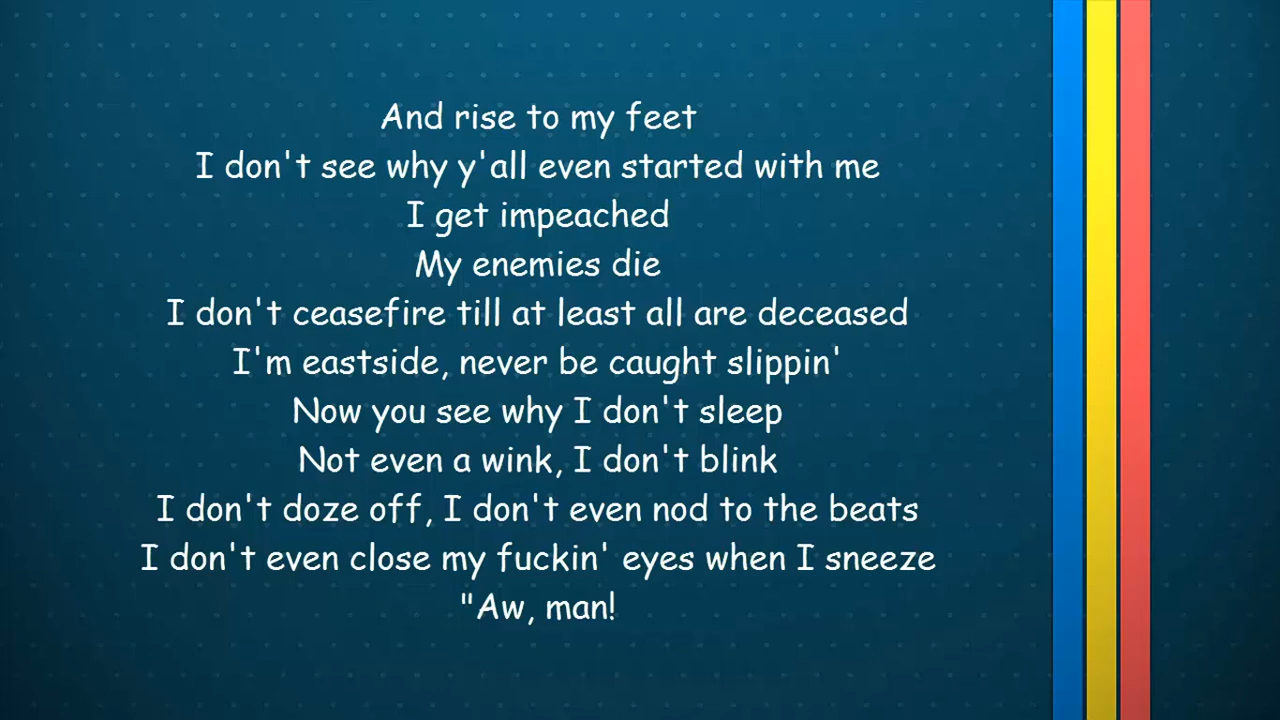 And rise to my feet
I don't see why y'all even started with me
I get impeached
My enemies die
I don't ceasefire till at least all are deceased
I'm eastside, never be caught slippin'
Now you see why I don't sleep
Not even a wink, I don't blink
I don't doze off, I don't even nod to the beats
I don't even close my fuckin' eyes when I sneeze
"Aw, man!